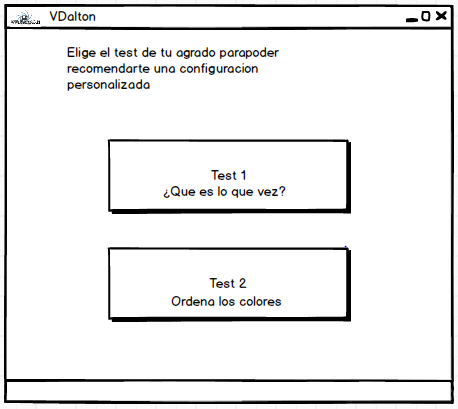 VDalton
Elige el test de tu agrado parapoder
recomendarte una configuracion
personalizada
Test 1
¿Que es lo que vez?
Test 2
Ordena los colores